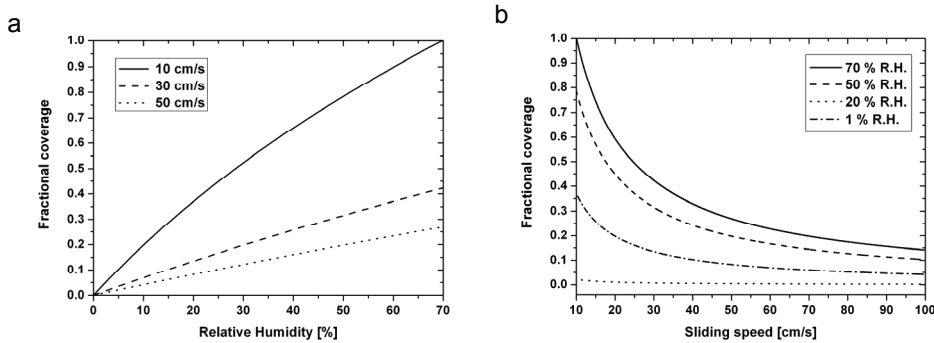 a
1.0
0.9
0.8
0.7
0.6
0.5
0.4
0.3
0.2
0.1
0.0
Fractional coverage
10 cm/s
30 cm/s
50 cm/s
0 10 20 30 40 50 60 70
Relative Humidity [%]
b
1.0
0.9
0.8
0.7
0.6
0.5
0.4
0.3
0.2
0.1
0.0
Fractional coverage
70 % R.H.
50 % R.H.
20 % R.H.
1 % R.H.
10 20 30 40 50 60 70 80 90 100
Sliding speed [cm/s]